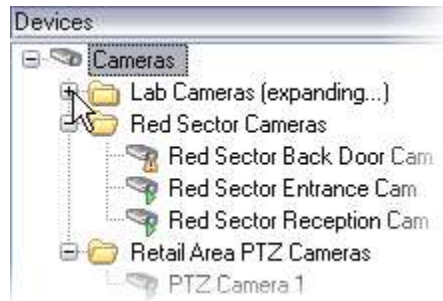 Devices
Cameras
Lab Cameras (expanding...)
Red Sector Cameras
Red Sector Back Door Cam
Red Sector Entrance Cam
Red Sector Reception Cam
Retail Area PTZ Cameras
PTZ Camera 1